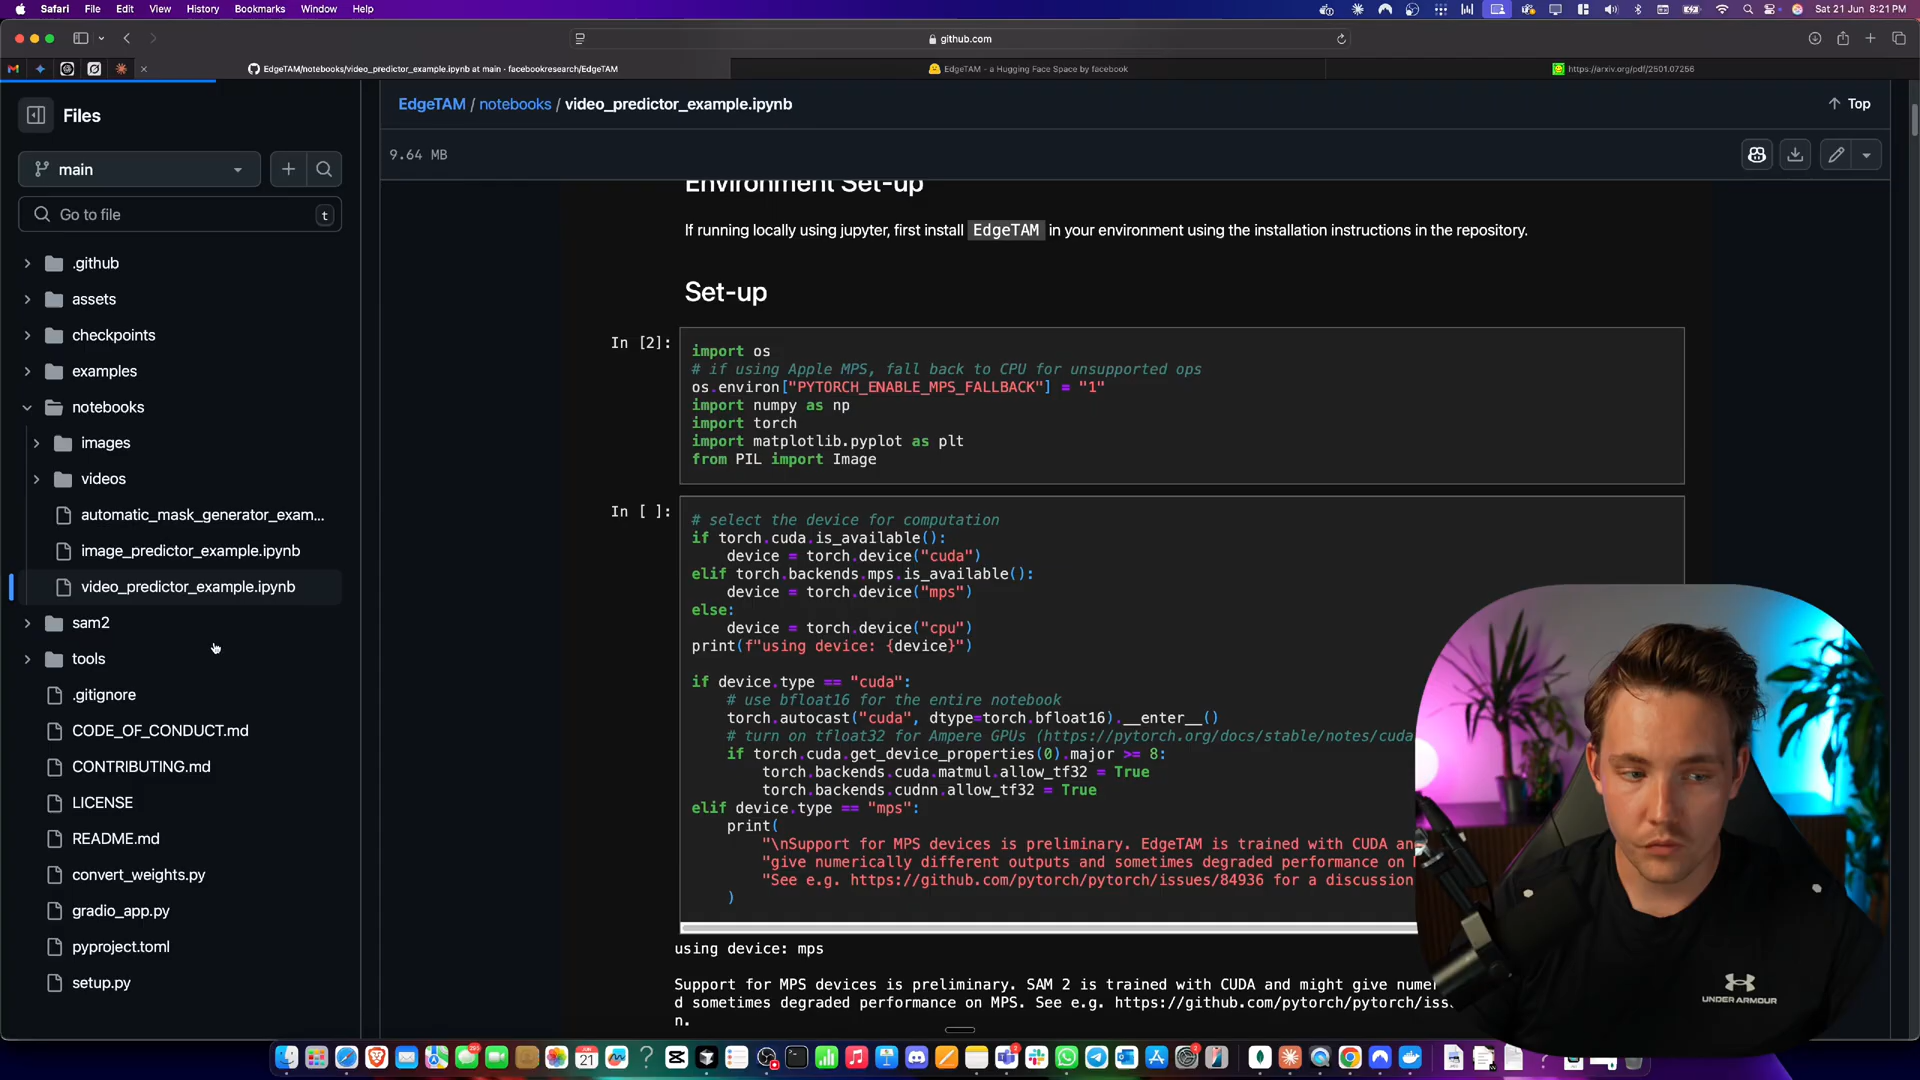 Safari File Edit View History Bookmarks Window Help Sat 21 Jun 8:21 PM
github.com
EdgeTAM/notebooks/video_predictor_example.ipynb at main · facebookresearch/EdgeTAM EdgeTAM - a Hugging Face Space by facebook https://arxiv.org/pdf/2501.07256
Files
main
Go to file t
.github
assets
checkpoints
examples
notebooks
images
videos
automatic_mask_generator_exam...
image_predictor_example.ipynb
video_predictor_example.ipynb
sam2
tools
.gitignore
CODE_OF_CONDUCT.md
CONTRIBUTING.md
LICENSE
README.md
convert_weights.py
gradio_app.py
pyproject.toml
setup.py
EdgeTAM / notebooks / video_predictor_example.ipynb Top
9.64 MB
Environment Set-up
If running locally using jupyter, first install EdgeTAM in your environment using the installation instructions in the repository.
Set-up
In [2]:
import os
# if using Apple MPS, fall back to CPU for unsupported ops
os.environ["PYTORCH_ENABLE_MPS_FALLBACK"] = "1"
import numpy as np
import torch
import matplotlib.pyplot as plt
from PIL import Image
In [ ]:
# select the device for computation
if torch.cuda.is_available():
device = torch.device("cuda")
elif torch.backends.mps.is_available():
device = torch.device("mps")
else:
device = torch.device("cpu")
print(f"using device: {device}")
if device.type == "cuda":
# use bfloat16 for the entire notebook
torch.autocast("cuda", dtype=torch.bfloat16).__enter__()
# turn on tfloat32 for Ampere GPUs (https://pytorch.org/docs/stable/notes/cuda
if torch.cuda.get_device_properties(0).major >= 8:
torch.backends.cuda.matmul.allow_tf32 = True
torch.backends.cudnn.allow_tf32 = True
elif device.type == "mps":
print(
"\nSupport for MPS devices is preliminary. EdgeTAM is trained with CUDA an
"give numerically different outputs and sometimes degraded performance on
"See e.g. https://github.com/pytorch/pytorch/issues/84936 for a discussion
)
using device: mps
Support for MPS devices is preliminary. SAM 2 is trained with CUDA and might give numer
d sometimes degraded performance on MPS. See e.g. https://github.com/pytorch/pytorch/iss
n.
UNDER ARMOUR